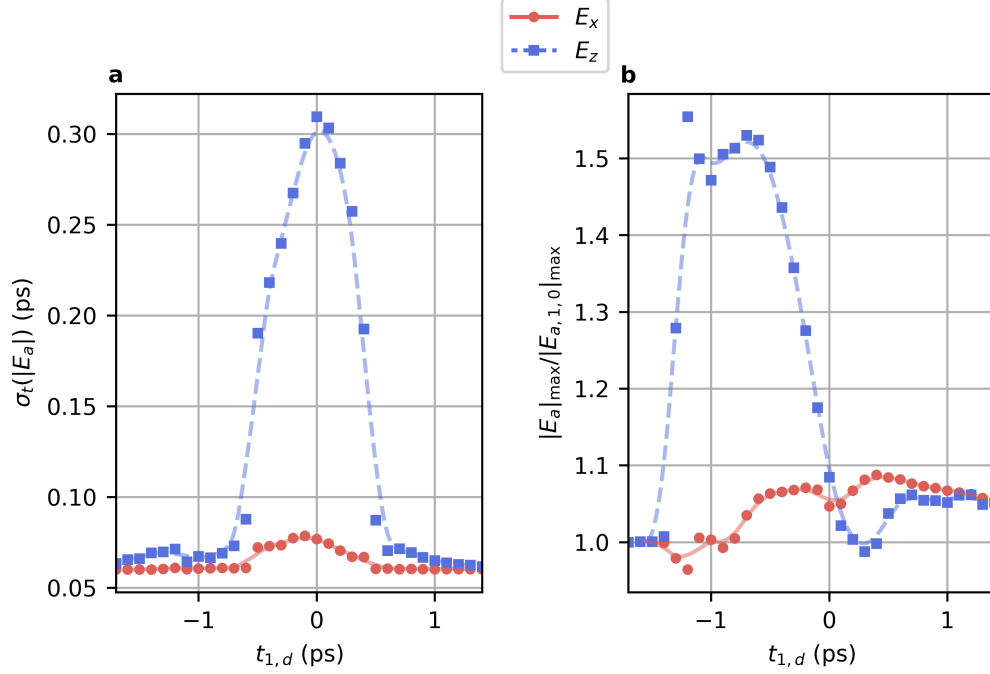 E_x
E_z
a
b
0.30
0.25
0.20
0.15
0.10
0.05
σ_t(|E_a|) (ps)
−1
0
1
t_{1,d} (ps)
1.5
1.4
1.3
1.2
1.1
1.0
|E_a|_max/|E_{a,1,0}|_max
−1
0
1
t_{1,d} (ps)